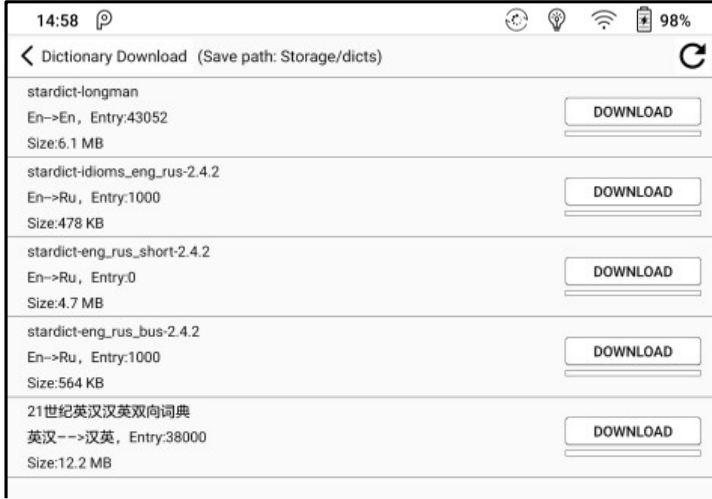 14:58 98%
Dictionary Download (Save path: Storage/dicts)
stardict-longman
En-->En, Entry:43052
Size:6.1 MB
DOWNLOAD
stardict-idioms_eng_rus-2.4.2
En-->Ru, Entry:1000
Size:478 KB
DOWNLOAD
stardict-eng_rus_short-2.4.2
En-->Ru, Entry:0
Size:4.7 MB
DOWNLOAD
stardict-eng_rus_bus-2.4.2
En-->Ru, Entry:1000
Size:564 KB
DOWNLOAD
21世纪英汉汉英双向词典
英汉-->汉英, Entry:38000
Size:12.2 MB
DOWNLOAD